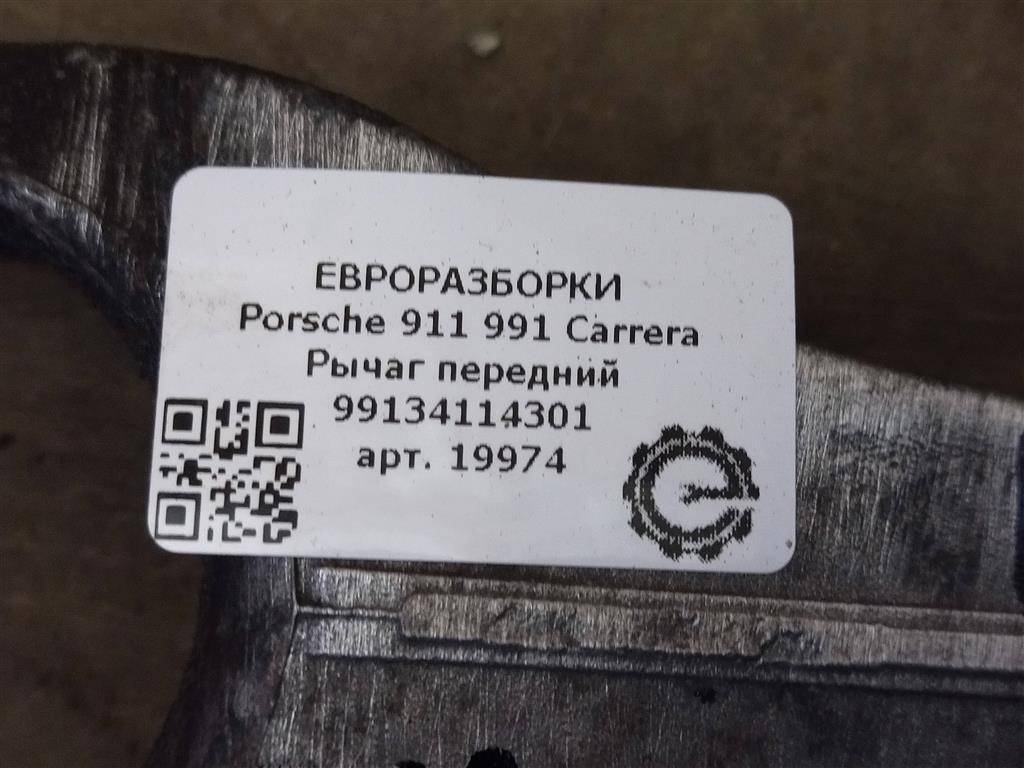 ЕВРОРАЗБОРКИ
Porsche 911 991 Carrera
Рычаг передний
99134114301
арт. 19974